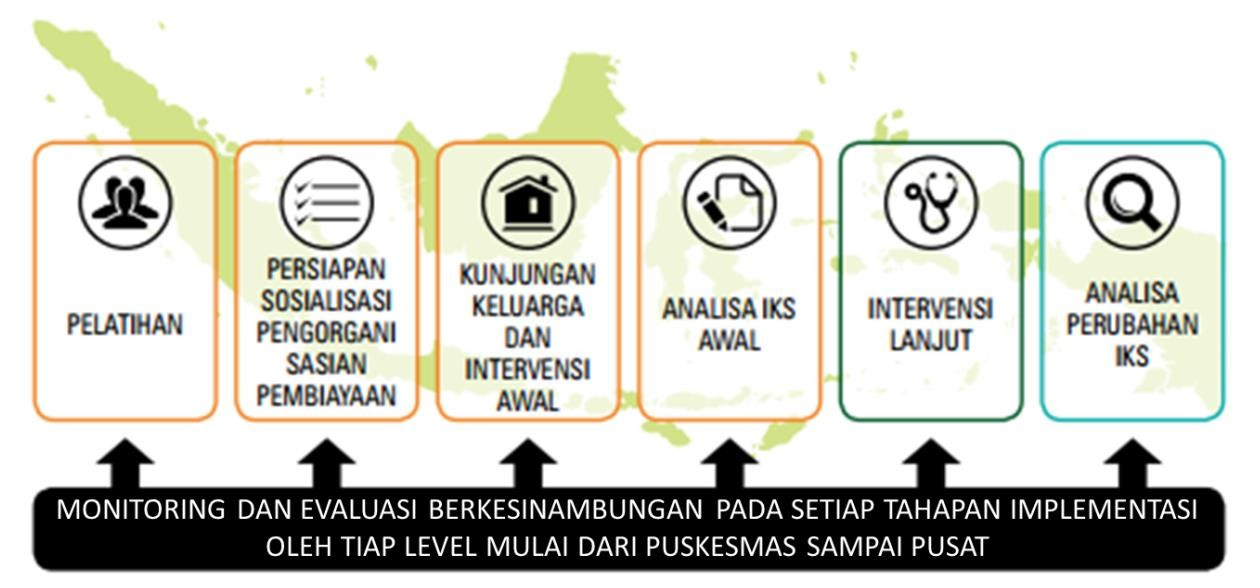 PELATIHAN
PERSIAPAN
SOSIALISASI
PENGORGANI
SASIAN
PEMBIAYAAN
KUNJUNGAN
KELUARGA
DAN
INTERVENSI
AWAL
ANALISA IKS
AWAL
INTERVENSI
LANJUT
ANALISA
PERUBAHAN
IKS
MONITORING DAN EVALUASI BERKESINAMBUNGAN PADA SETIAP TAHAPAN IMPLEMENTASI
OLEH TIAP LEVEL MULAI DARI PUSKESMAS SAMPAI PUSAT